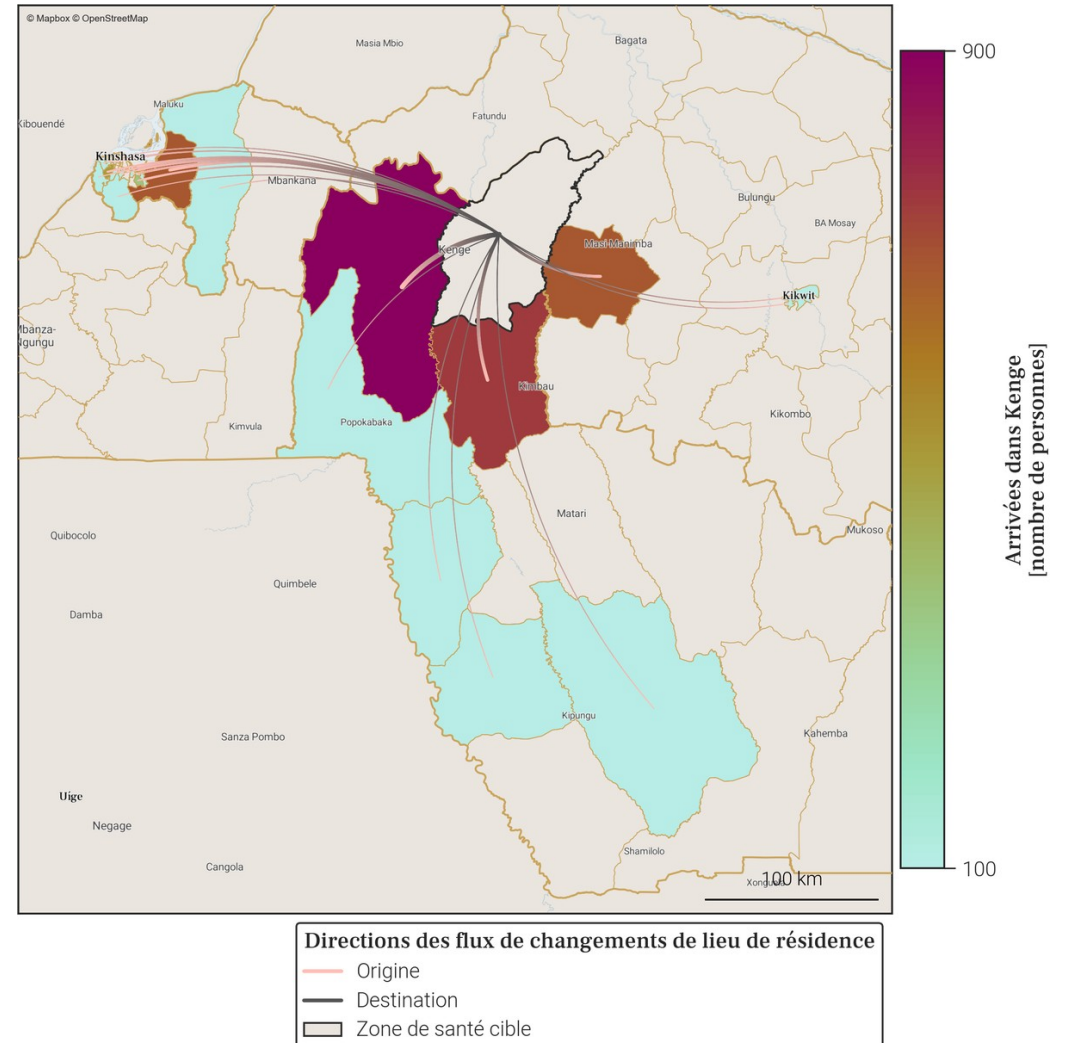 © Mapbox © OpenStreetMap
Masia Mbio
Bagata
Maluku
Fatundu
Kibouendé
Kinshasa
Mbankana
Bulungu
BA Mosay
Kenge
Masi-Manimba
Kikwit
Mbanza-
Ngungu
Kimbau
Kikombo
Popokabaka
Kimvula
Matari
Mukoso
Quibocolo
Quimbele
Damba
Kipungu
Kahemba
Sanza Pombo
Uíge
Negage
Shamilolo
Cangola
100 km
900
100
Arrivées dans Kenge
[nombre de personnes]
Directions des flux de changements de lieu de résidence
Origine
Destination
Zone de santé cible